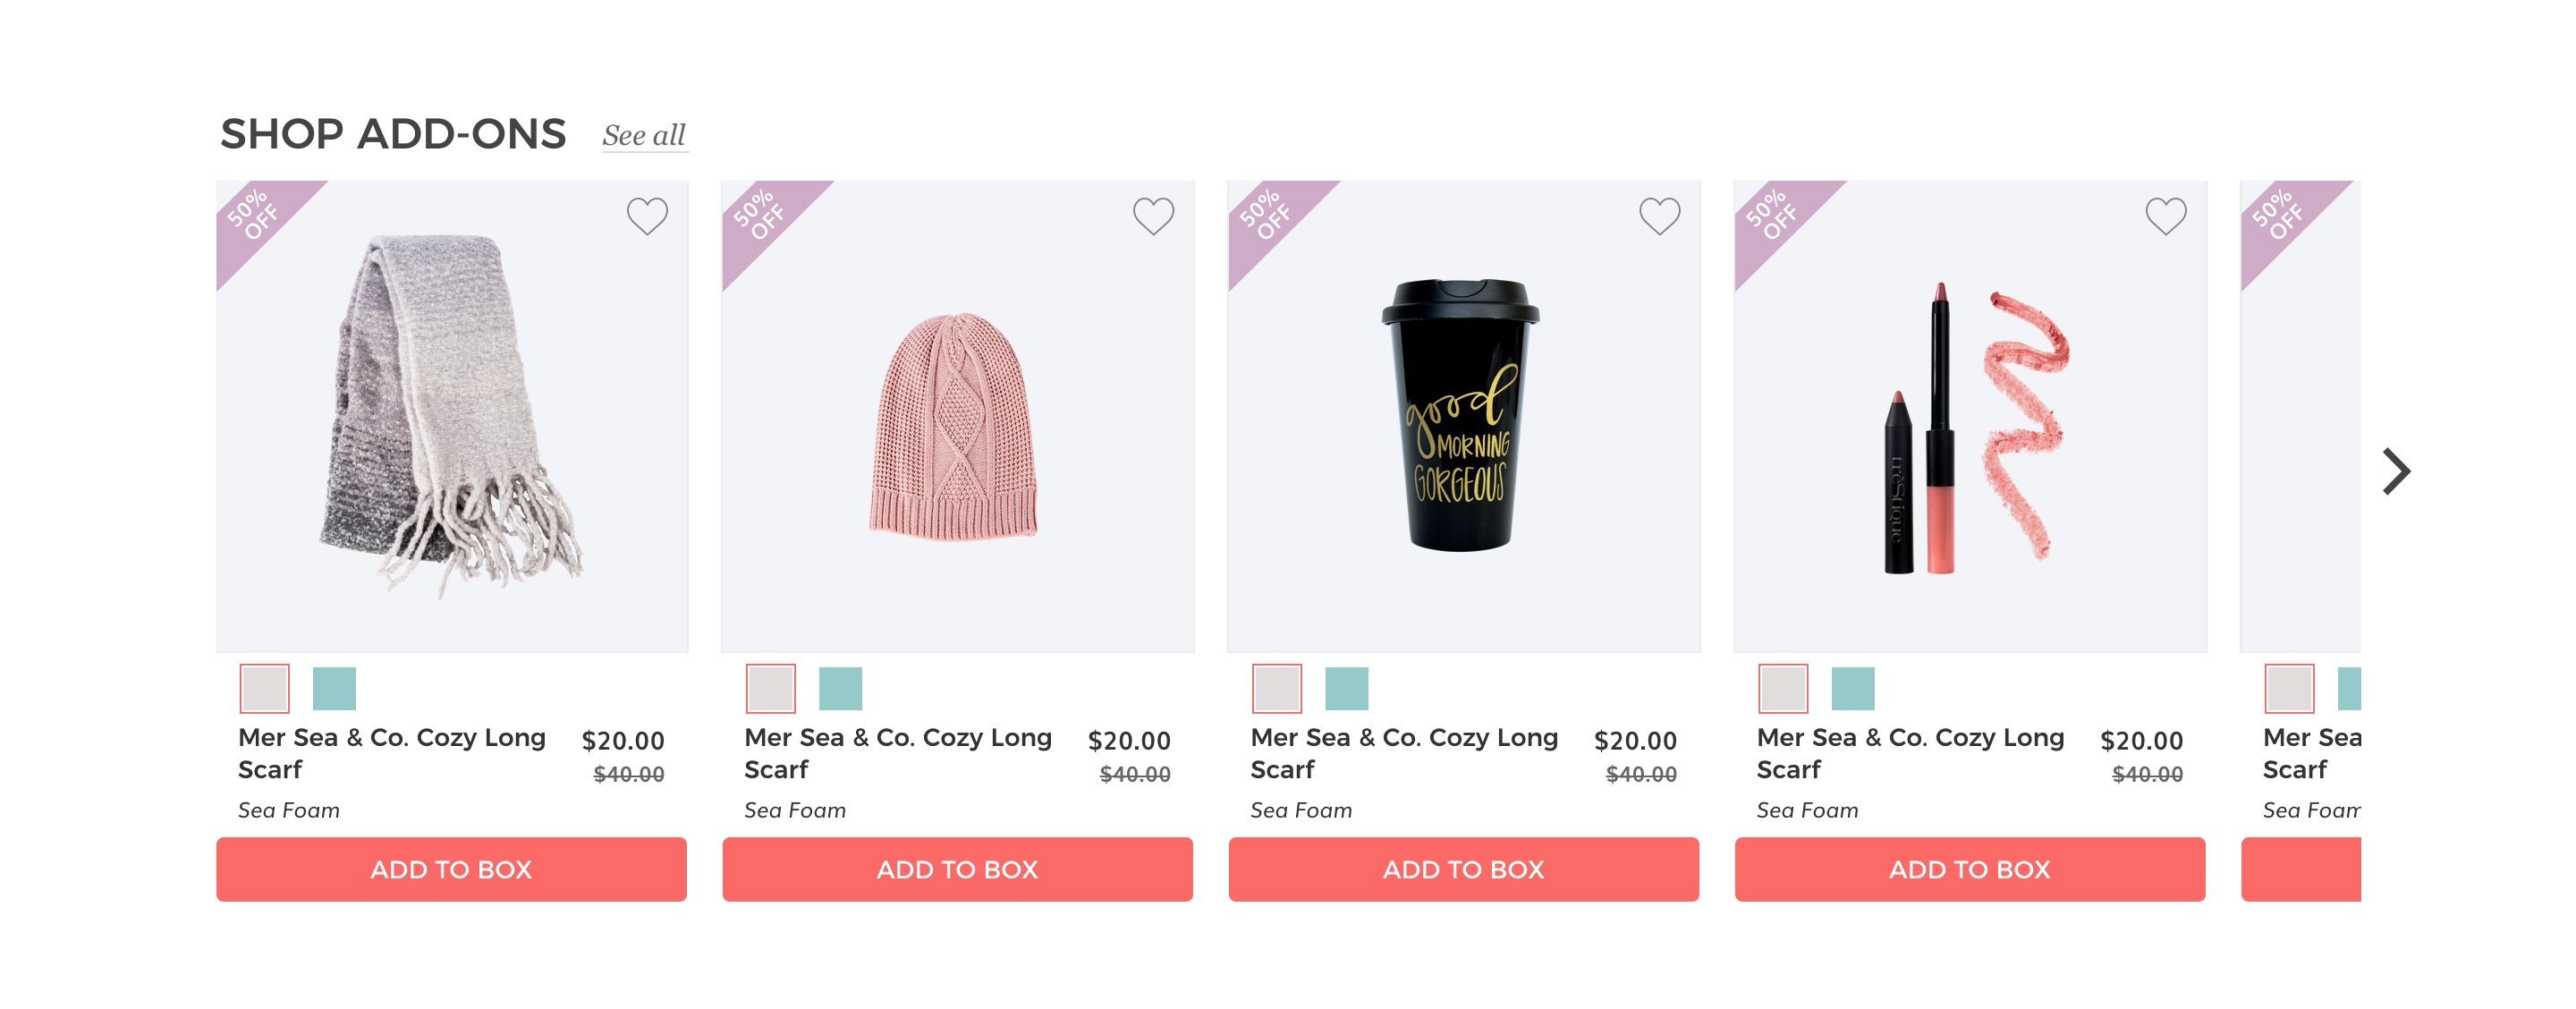 SHOP ADD-ONS See all
50%
OFF
50%
OFF
50%
OFF
50%
OFF
50%
OFF
good
MORNING
GORGEOUS
trèStique
Mer Sea & Co. Cozy Long
Scarf
$20.00
$40.00
Sea Foam
ADD TO BOX
Mer Sea & Co. Cozy Long
Scarf
$20.00
$40.00
Sea Foam
ADD TO BOX
Mer Sea & Co. Cozy Long
Scarf
$20.00
$40.00
Sea Foam
ADD TO BOX
Mer Sea & Co. Cozy Long
Scarf
$20.00
$40.00
Sea Foam
ADD TO BOX
Mer Sea
Scarf
Sea Foam